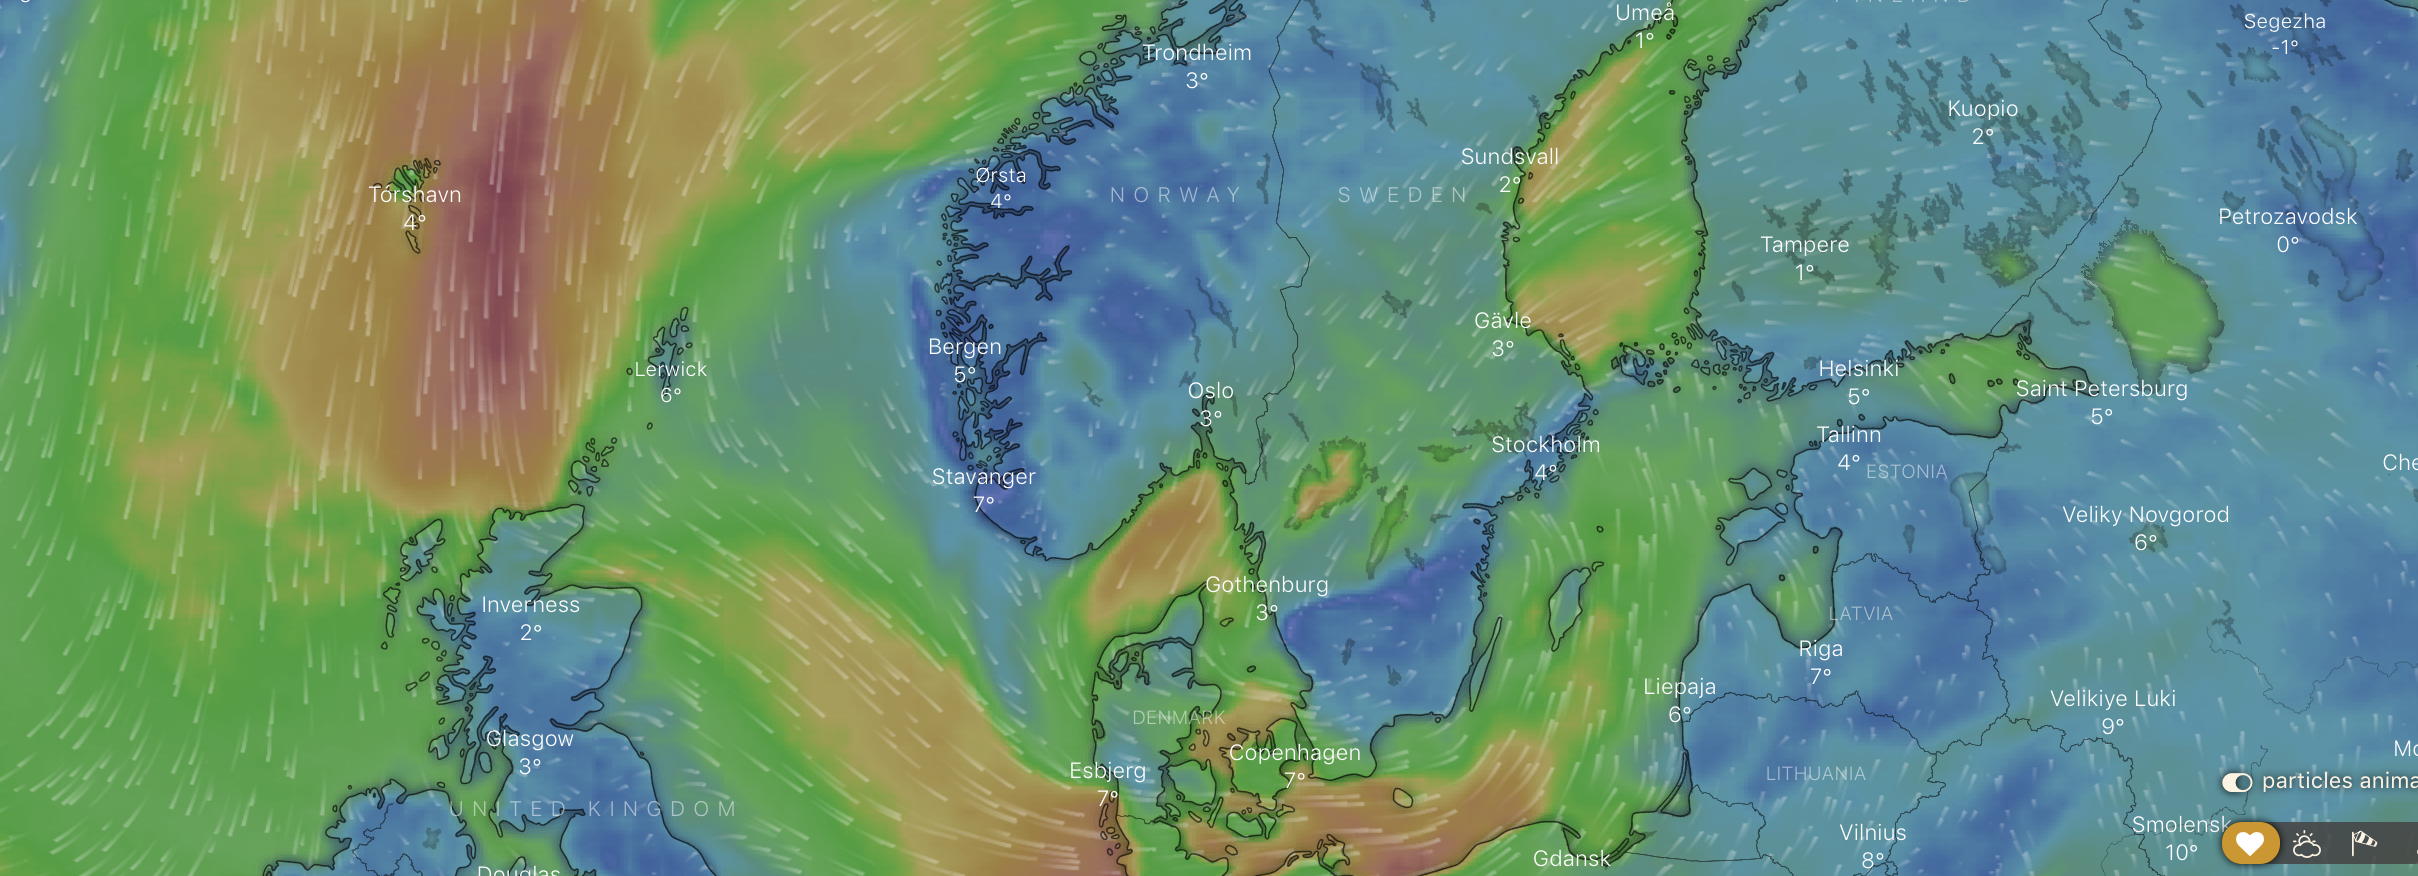 Umeå
1°
Segezha
-1°
Trondheim
3°
Kuopio
2°
Sundsvall
2°
Ørsta
4°
Tórshavn
4°
NORWAY
SWEDEN
Petrozavodsk
0°
Tampere
1°
Gävle
3°
Bergen
5°
Lerwick
6°
Helsinki
5°
Oslo
3°
Saint Petersburg
5°
Stockholm
4°
Tallinn
4°
ESTONIA
Stavanger
7°
Veliky Novgorod
6°
Gothenburg
3°
Inverness
2°
LATVIA
Riga
7°
Liepaja
6°
Velikiye Luki
9°
DENMARK
Glasgow
3°
Copenhagen
7°
Esbjerg
7°
LITHUANIA
particles anima
UNITED KINGDOM
Vilnius
8°
Smolensk
10°
Gdansk
Douglas